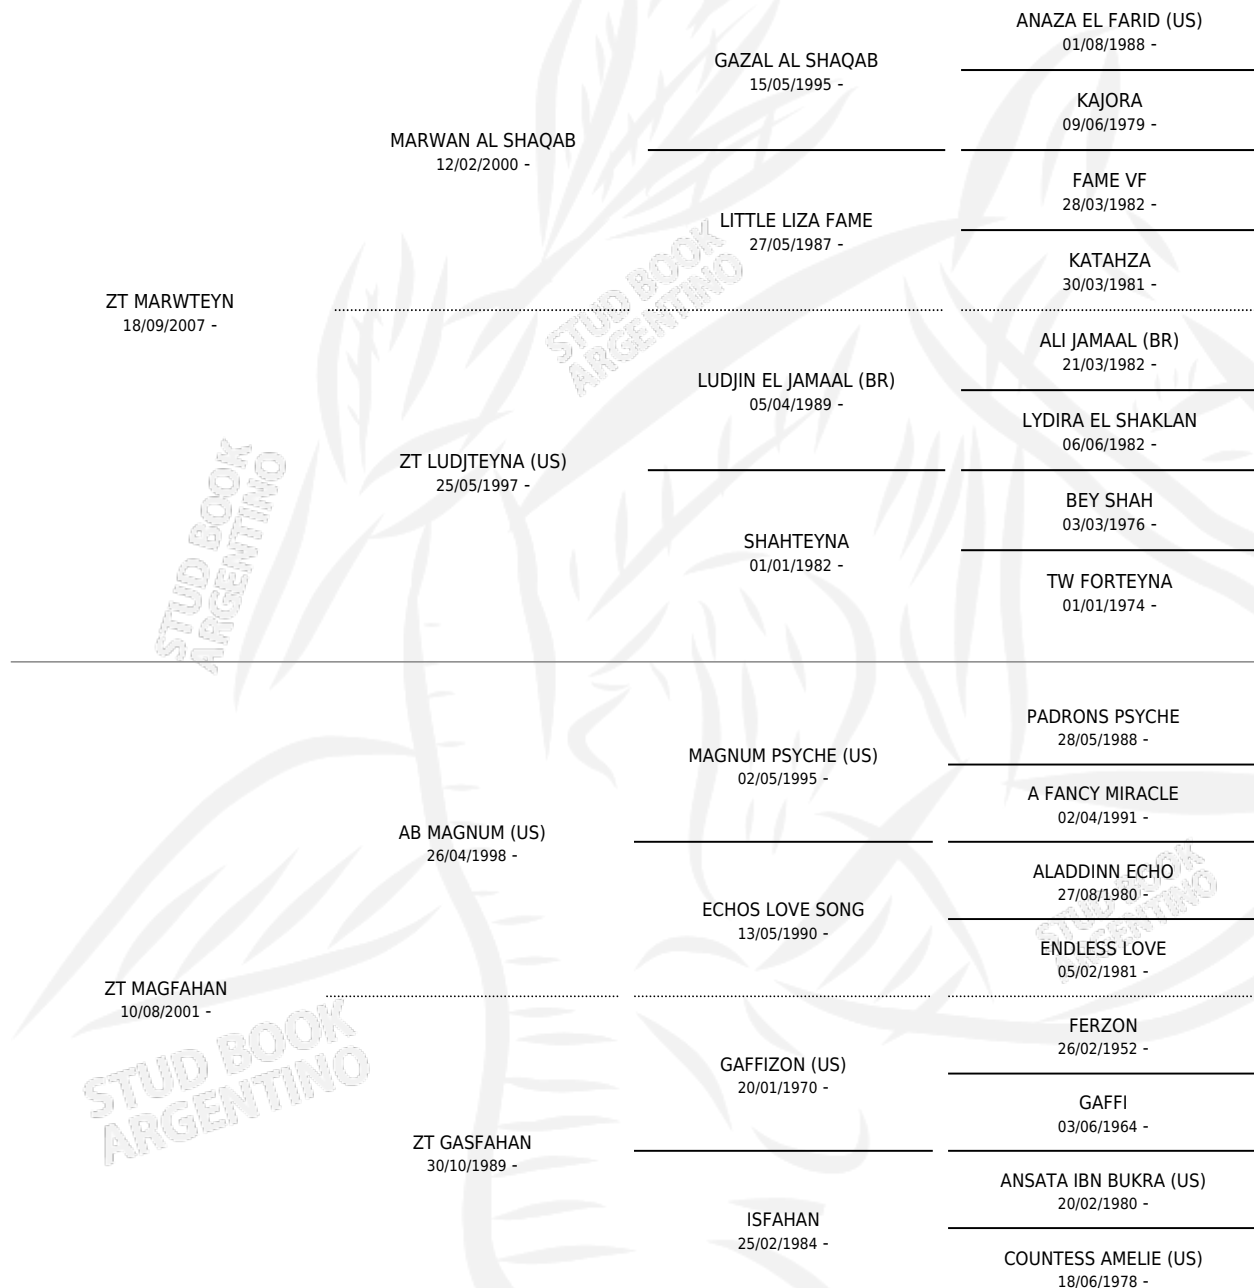 ANAZA EL FARID (US)
01/08/1988 -
GAZAL AL SHAQAB
15/05/1995 -
KAJORA
09/06/1979 -
MARWAN AL SHAQAB
12/02/2000 -
FAME VF
28/03/1982 -
LITTLE LIZA FAME
27/05/1987 -
KATAHZA
30/03/1981 -
ZT MARWTEYN
18/09/2007 -
ALI JAMAAL (BR)
21/03/1982 -
LUDJIN EL JAMAAL (BR)
05/04/1989 -
LYDIRA EL SHAKLAN
06/06/1982 -
ZT LUDJTEYNA (US)
25/05/1997 -
BEY SHAH
03/03/1976 -
SHAHTEYNA
01/01/1982 -
TW FORTEYNA
01/01/1974 -
STUD BOOK
ARGENTINO
STUD BOOK
ARGENTINO
PADRONS PSYCHE
28/05/1988 -
MAGNUM PSYCHE (US)
02/05/1995 -
A FANCY MIRACLE
02/04/1991 -
AB MAGNUM (US)
26/04/1998 -
ALADDINN ECHO
27/08/1980 -
ECHOS LOVE SONG
13/05/1990 -
ENDLESS LOVE
05/02/1981 -
ZT MAGFAHAN
10/08/2001 -
FERZON
26/02/1952 -
GAFFIZON (US)
20/01/1970 -
GAFFI
03/06/1964 -
ZT GASFAHAN
30/10/1989 -
ANSATA IBN BUKRA (US)
20/02/1980 -
ISFAHAN
25/02/1984 -
COUNTESS AMELIE (US)
18/06/1978 -
STUD BOOK
ARGENTINO
STUD BOOK
ARGENTINO